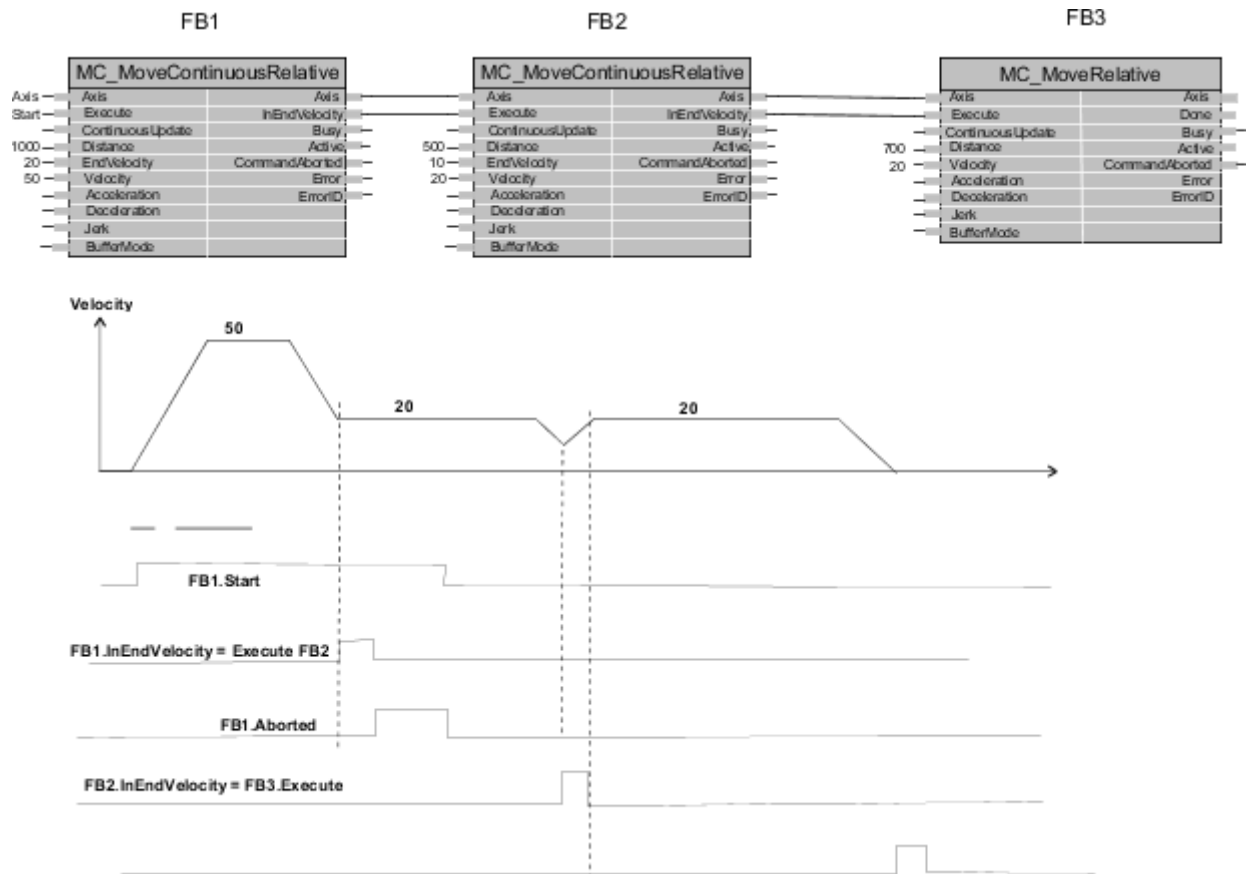 FB1
FB2
FB3
MC_MoveContinuousRelative
Axis Axis Axis
Start Execute InEndVelocity
ContinuousUpdate Busy
1000 Distance Active
20 EndVelocity CommandAborted
50 Velocity Error
Acceleration ErrorID
Deceleration
Jerk
BufferMode
MC_MoveContinuousRelative
Axis Axis
Execute InEndVelocity
ContinuousUpdate Busy
500 Distance Active
10 EndVelocity CommandAborted
20 Velocity Error
Acceleration ErrorID
Deceleration
Jerk
BufferMode
MC_MoveRelative
Axis Axis
Execute Done
ContinuousUpdate Busy
700 Distance Active
20 Velocity CommandAborted
Acceleration Error
Deceleration ErrorID
Jerk
BufferMode
Velocity
50
20
20
FB1.Start
FB1.InEndVelocity = Execute FB2
FB1.Aborted
FB2.InEndVelocity = FB3.Execute